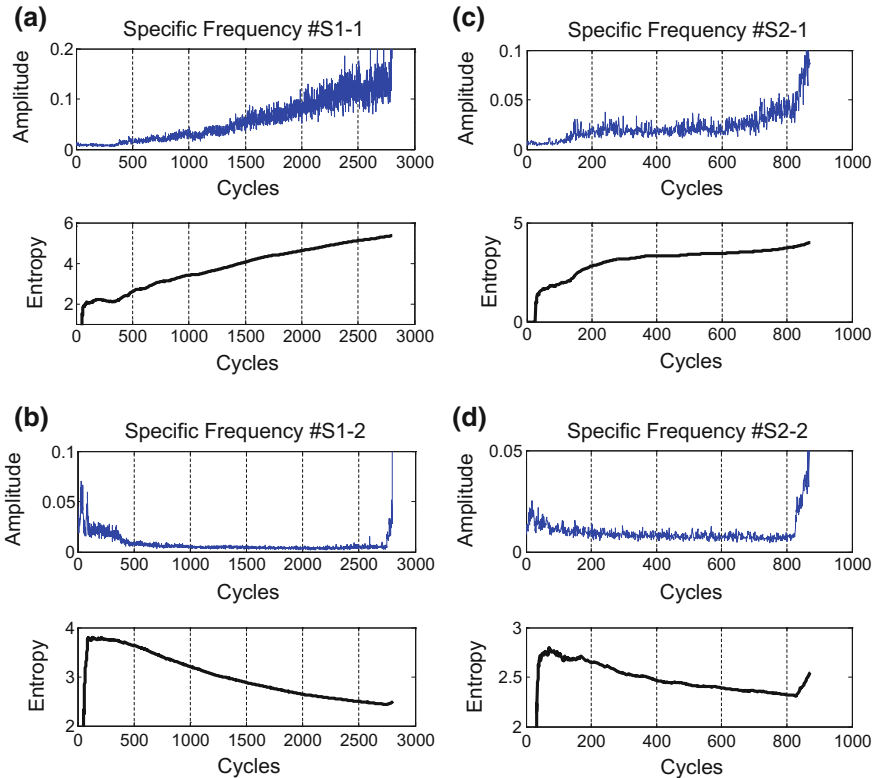 (a)
Specific Frequency #S1-1
Amplitude
0.2
0.1
0
0 500 1000 1500 2000 2500 3000
Cycles
Entropy
6
4
2
0 500 1000 1500 2000 2500 3000
Cycles
(c)
Specific Frequency #S2-1
Amplitude
0.1
0.05
0
0 200 400 600 800 1000
Cycles
Entropy
5
0
0 200 400 600 800 1000
Cycles
(b)
Specific Frequency #S1-2
Amplitude
0.1
0.05
0
0 500 1000 1500 2000 2500 3000
Cycles
Entropy
4
3
2
0 500 1000 1500 2000 2500 3000
Cycles
(d)
Specific Frequency #S2-2
Amplitude
0.05
0
0 200 400 600 800 1000
Cycles
Entropy
3
2.5
2
0 200 400 600 800 1000
Cycles